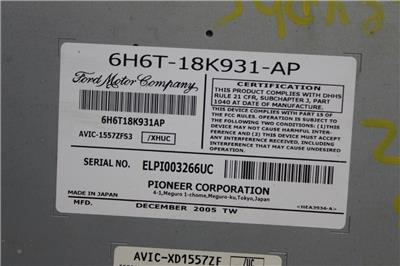 6H6T-18K931-AP
Ford Motor Company
6H6T18K931AP
AVIC-1557ZF53 /XHUC
CERTIFICATION
THIS PRODUCT COMPLIES WITH DHHS
RULE 21 CFR, SUBCHAPTER J, PART
1040 AT DATE OF MANUFACTURE.
THIS DEVICE COMPLIES WITH PART 15 OF
THE FCC RULES. OPERATION IS SUBJECT TO
THE FOLLOWING TWO CONDITIONS: (1)THIS
DEVICE MAY NOT CAUSE HARMFUL INTER-
FERENCE AND (2) THIS DEVICE MUST
ACCEPT ANY INTERFERENCE RECEIVED,
INCLUDING INTERFERENCE THAT MAY
CAUSE UNDESIRED OPERATION.
SERIAL NO. ELPI003266UC
PIONEER CORPORATION
4-1, Meguro 1-chome, Meguro-ku, Tokyo, Japan
MFD. DECEMBER 2005 TW
<HEA3936-A>
AVIC-XD1557ZF /UC